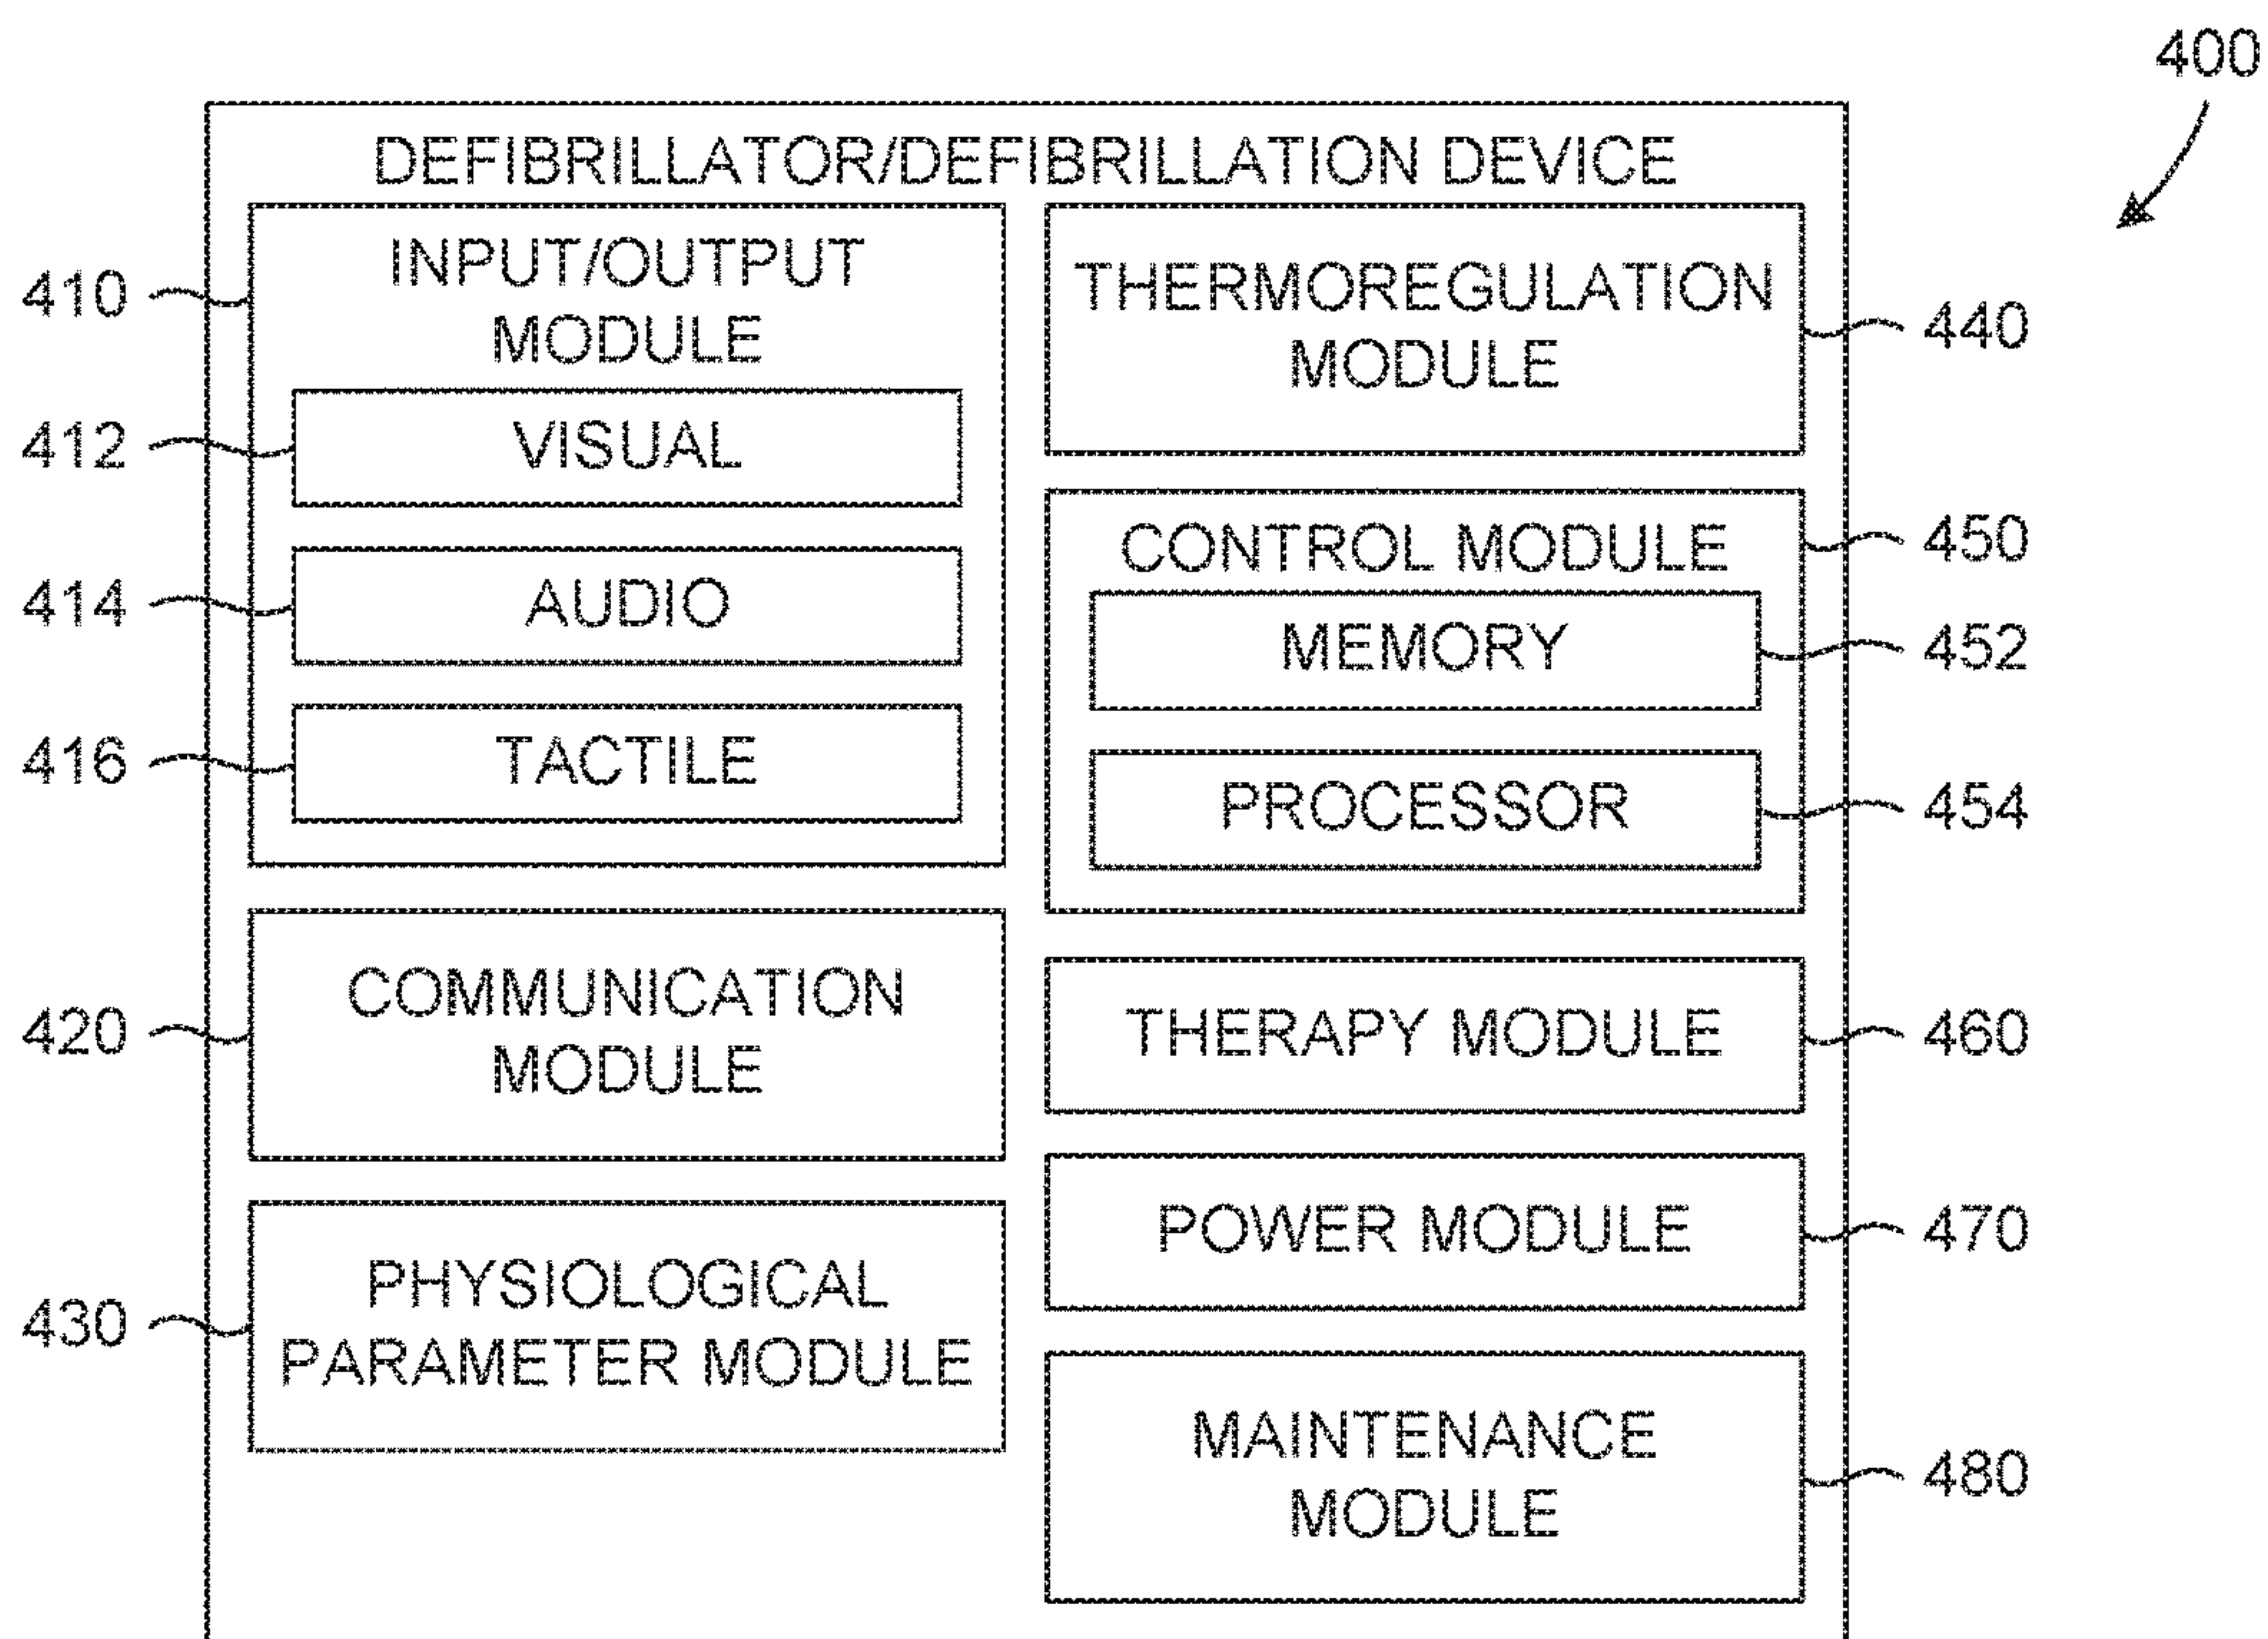 400
DEFIBRILLATOR/DEFIBRILLATION DEVICE
410
INPUT/OUTPUT
MODULE
412
VISUAL
414
AUDIO
416
TACTILE
420
COMMUNICATION
MODULE
430
PHYSIOLOGICAL
PARAMETER MODULE
THERMOREGULATION
MODULE
440
CONTROL MODULE
450
MEMORY
452
PROCESSOR
454
THERAPY MODULE
460
POWER MODULE
470
MAINTENANCE
MODULE
480